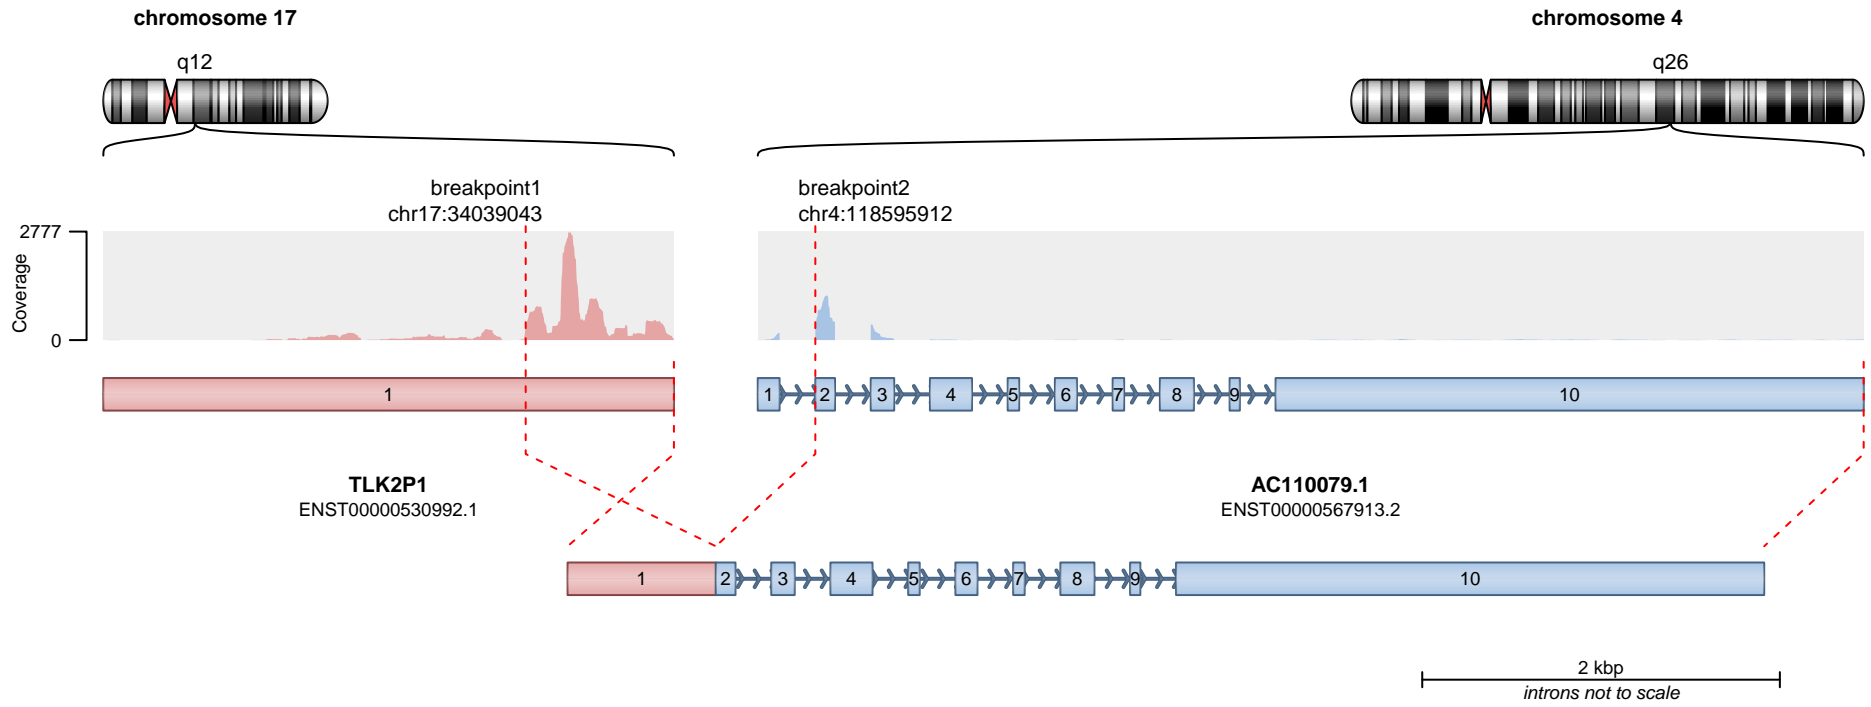 chromosome 17
chromosome 4
q12
q26
breakpoint1
chr17:34039043
breakpoint2
chr4:118595912
2777
Coverage
0
1
1 2 3 4 5 6 7 8 9 10
TLK2P1
ENST00000530992.1
AC110079.1
ENST00000567913.2
1 2 3 4 5 6 7 8 9 10
2 kbp
introns not to scale